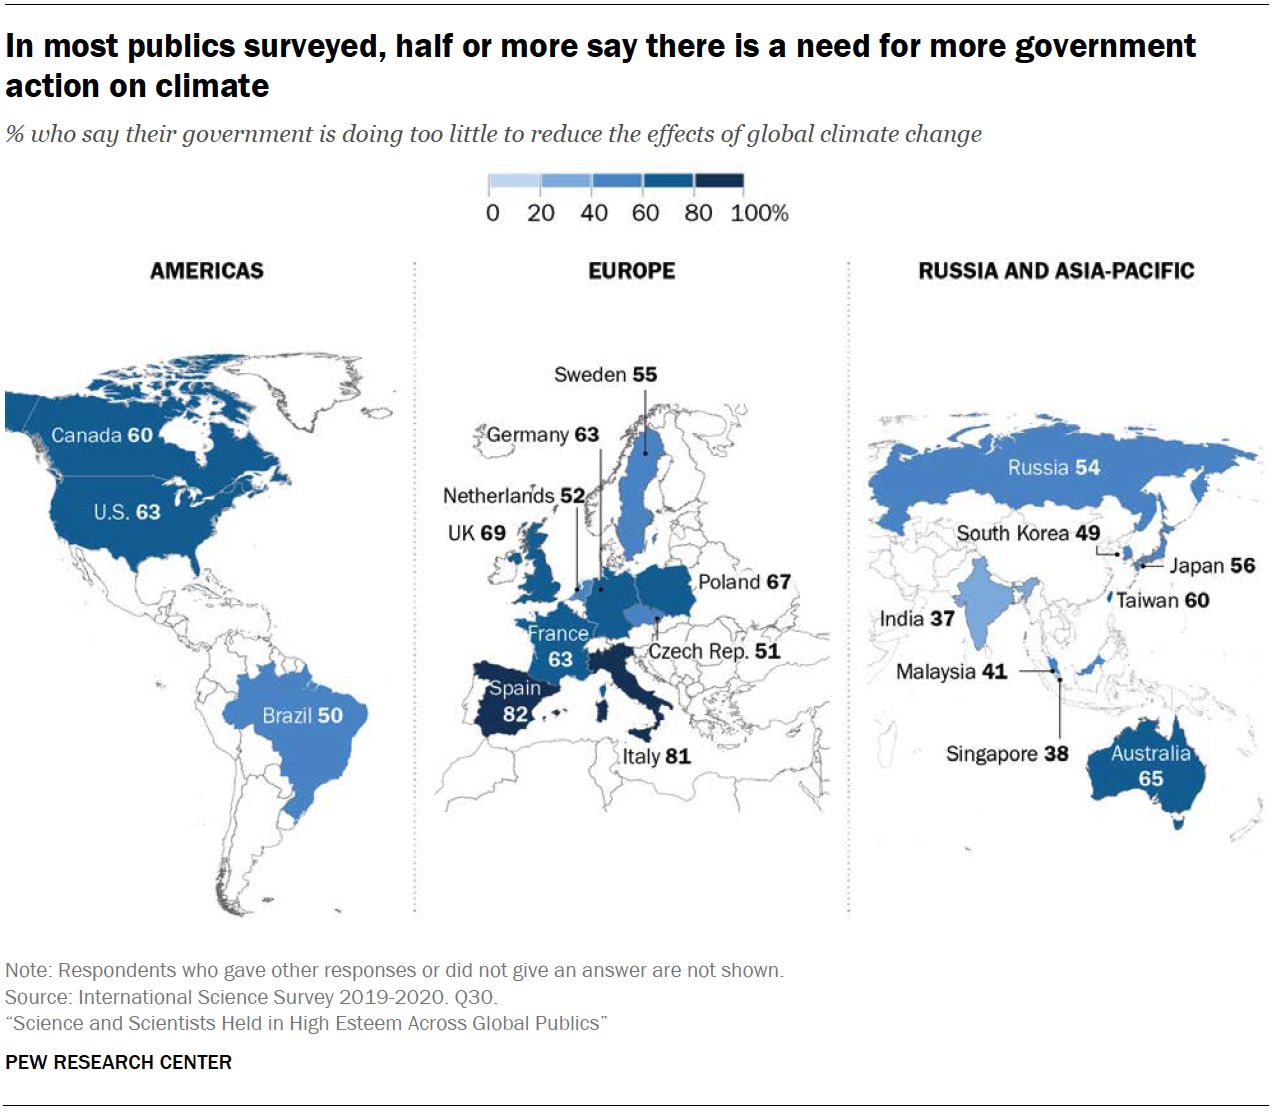 In most publics surveyed, half or more say there is a need for more government
action on climate
% who say their government is doing too little to reduce the effects of global climate change
0 20 40 60 80 100%
AMERICAS
Canada 60
U.S. 63
Brazil 50
EUROPE
Sweden 55
Germany 63
Netherlands 52
UK 69
Poland 67
France
63
Czech Rep. 51
Spain
82
Italy 81
RUSSIA AND ASIA-PACIFIC
Russia 54
South Korea 49
Japan 56
Taiwan 60
India 37
Malaysia 41
Singapore 38
Australia
65
Note: Respondents who gave other responses or did not give an answer are not shown.
Source: International Science Survey 2019-2020. Q30.
“Science and Scientists Held in High Esteem Across Global Publics”
PEW RESEARCH CENTER